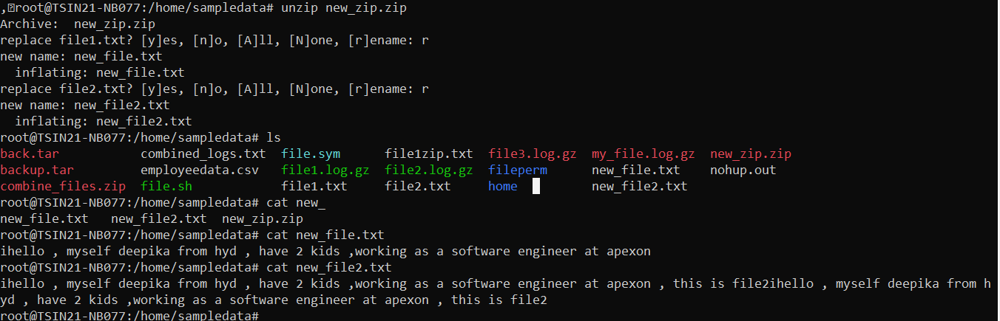 ,root@TSIN21-NB077:/home/sampledata# unzip new_zip.zip
Archive:  new_zip.zip
replace file1.txt? [y]es, [n]o, [A]ll, [N]one, [r]ename: r
new name: new_file.txt
  inflating: new_file.txt
replace file2.txt? [y]es, [n]o, [A]ll, [N]one, [r]ename: r
new name: new_file2.txt
  inflating: new_file2.txt
root@TSIN21-NB077:/home/sampledata# ls
back.tar           combined_logs.txt  file.sym      file1zip.txt  file3.log.gz  my_file.log.gz  new_zip.zip
backup.tar         employeedata.csv   file1.log.gz  file2.log.gz  fileperm      new_file.txt    nohup.out
combine_files.zip  file.sh            file1.txt     file2.txt     home          new_file2.txt
root@TSIN21-NB077:/home/sampledata# cat new_
new_file.txt   new_file2.txt  new_zip.zip
root@TSIN21-NB077:/home/sampledata# cat new_file.txt
ihello , myself deepika from hyd , have 2 kids ,working as a software engineer at apexon
root@TSIN21-NB077:/home/sampledata# cat new_file2.txt
ihello , myself deepika from hyd , have 2 kids ,working as a software engineer at apexon , this is file2ihello , myself deepika from h
yd , have 2 kids ,working as a software engineer at apexon , this is file2
root@TSIN21-NB077:/home/sampledata#